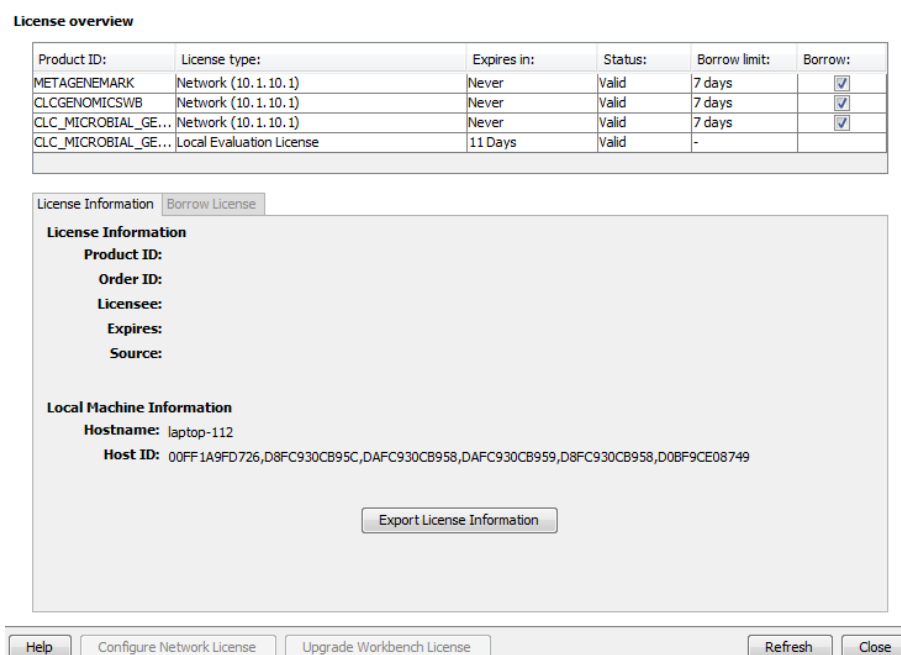 License overview
Product ID: License type: Expires in: Status: Borrow limit: Borrow:
METAGENEMARK Network (10.1.10.1) Never Valid 7 days
CLCGENOMICSWB Network (10.1.10.1) Never Valid 7 days
CLC_MICROBIAL_GE... Network (10.1.10.1) Never Valid 7 days
CLC_MICROBIAL_GE... Local Evaluation License 11 Days Valid -
License Information Borrow License
License Information
Product ID:
Order ID:
Licensee:
Expires:
Source:
Local Machine Information
Hostname: laptop-112
Host ID: 00FF1A9FD726,D8FC930CB95C,DAFC930CB958,DAFC930CB959,D8FC930CB958,D0BF9CE08749
Export License Information
Help Configure Network License Upgrade Workbench License Refresh Close